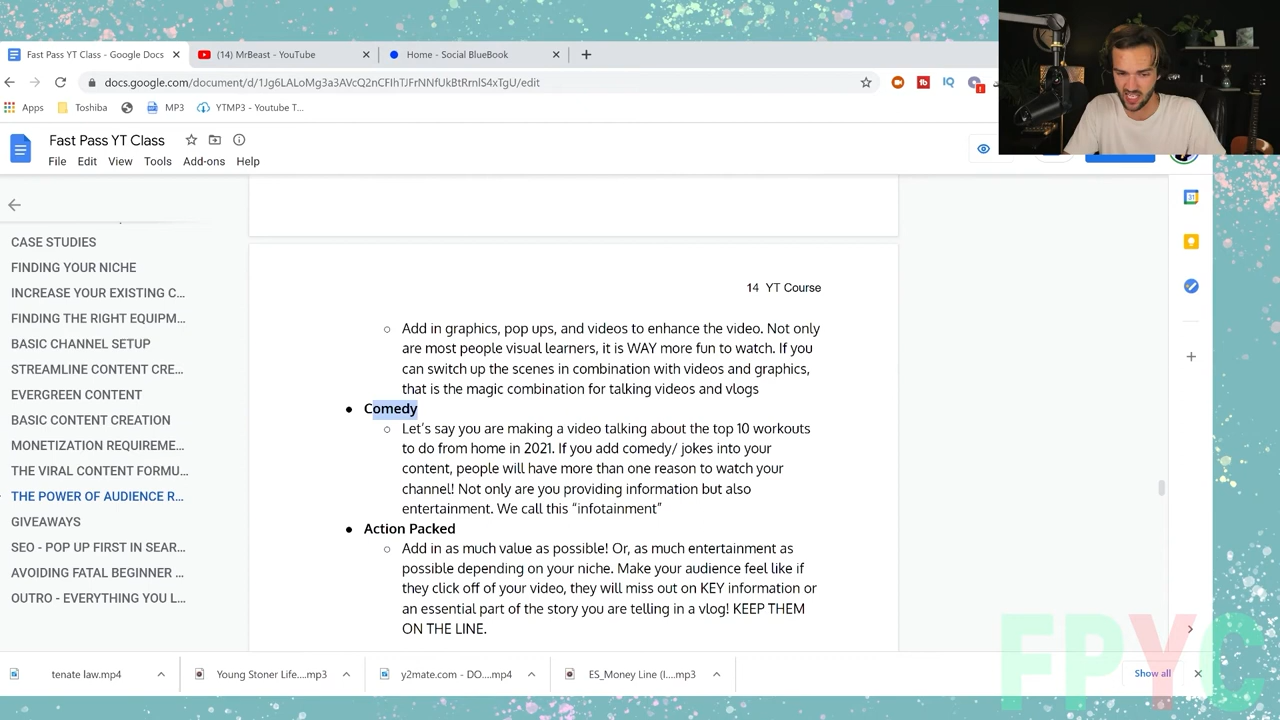 Fast Pass YT Class - Google Docs
(14) MrBeast - YouTube
Home - Social BlueBook
docs.google.com/document/d/1Jq6LALoMg3a3AVcQ2nCFIhTJFrNWmUkBtRmlS4xTgU/edit
Apps
Toshiba
MP3
YTMP3 - Youtube T...
Fast Pass YT Class
File Edit View Tools Add-ons Help
CASE STUDIES
FINDING YOUR NICHE
INCREASE YOUR EXISTING C...
FINDING THE RIGHT EQUIPM...
BASIC CHANNEL SETUP
STREAMLINE CONTENT CRE...
EVERGREEN CONTENT
BASIC CONTENT CREATION
MONETIZATION REQUIREME...
THE VIRAL CONTENT FORMU...
THE POWER OF AUDIENCE R...
GIVEAWAYS
SEO - POP UP FIRST IN SEAR...
AVOIDING FATAL BEGINNER ...
OUTRO - EVERYTHING YOU L...
14 YT Course
○ Add in graphics, pop ups, and videos to enhance the video. Not only
are most people visual learners, it is WAY more fun to watch. If you
can switch up the scenes in combination with videos and graphics,
that is the magic combination for talking videos and vlogs
● Comedy
○ Let's say you are making a video talking about the top 10 workouts
to do from home in 2021. If you add comedy/ jokes into your
content, people will have more than one reason to watch your
channel! Not only are you providing information but also
entertainment. We call this “infotainment”
● Action Packed
○ Add in as much value as possible! Or, as much entertainment as
possible depending on your niche. Make your audience feel like if
they click off of your video, they will miss out on KEY information or
an essential part of the story you are telling in a vlog! KEEP THEM
ON THE LINE.
FPYC
tenate law.mp4
Young Stoner Life....mp3
y2mate.com - DO....mp4
ES_Money Line (I....mp3
Show all